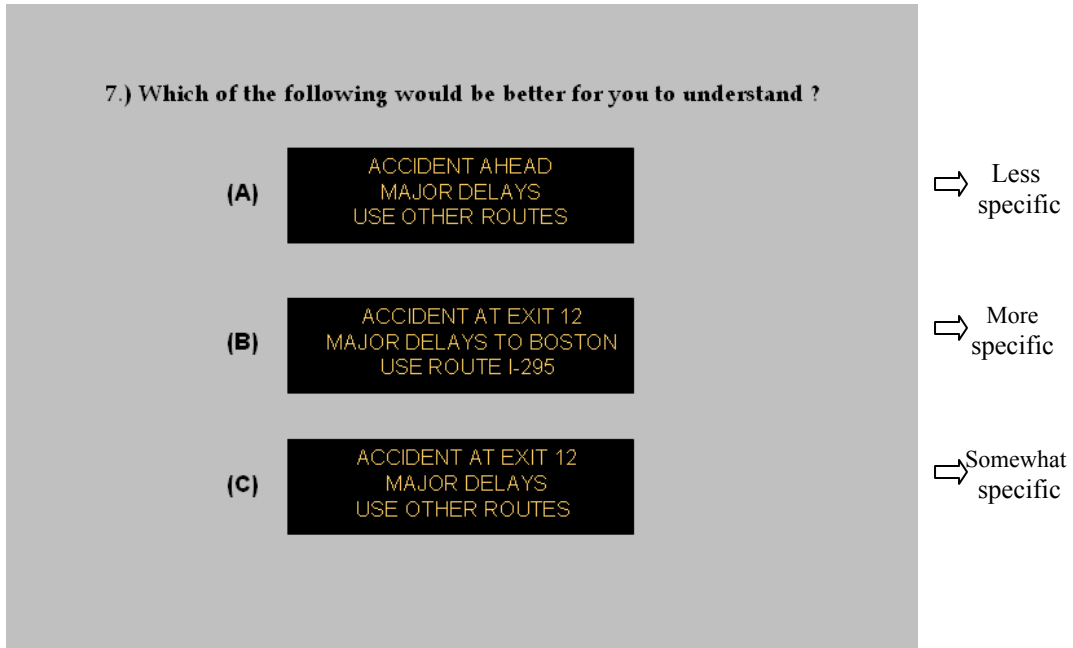 7.) Which of the following would be better for you to understand ?
(A)
ACCIDENT AHEAD
MAJOR DELAYS
USE OTHER ROUTES
Less
specific
(B)
ACCIDENT AT EXIT 12
MAJOR DELAYS TO BOSTON
USE ROUTE I-295
More
specific
(C)
ACCIDENT AT EXIT 12
MAJOR DELAYS
USE OTHER ROUTES
Somewhat
specific